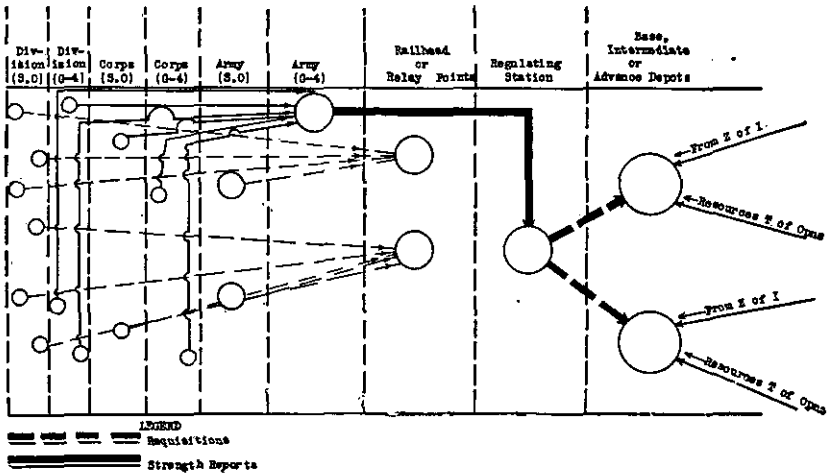 Div-
ision
(S.O)
Div-
ision
(G-4)
Corps
(S.O)
Corps
(G-4)
Army
(S.O)
Army
(G-4)
Railhead
or
Relay Points
Regulating
Station
Base,
Intermediate
or
Advance Depots
From Z of I.
Resources T of Opns
From Z of I
Resources T of Opns
LEGEND
Requisitions
Strength Reports